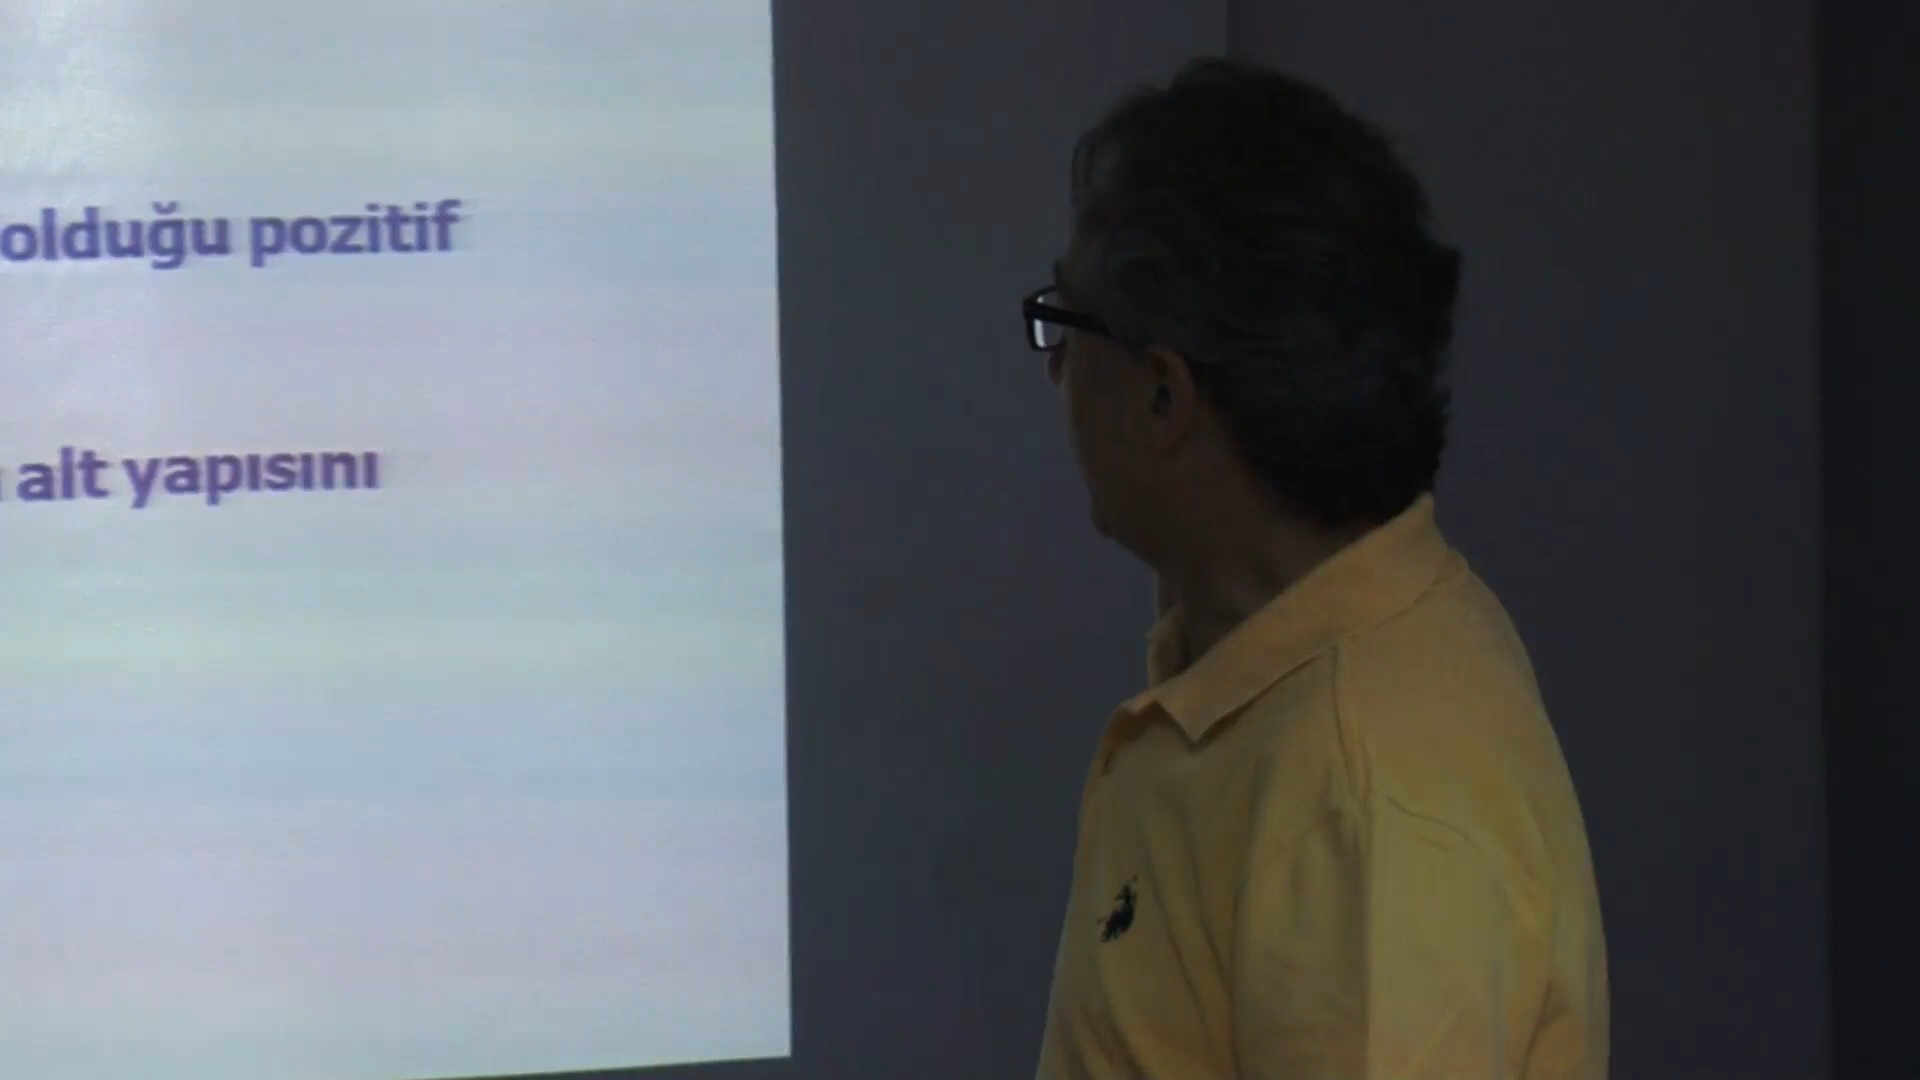 olduğu pozitif
alt yapısını